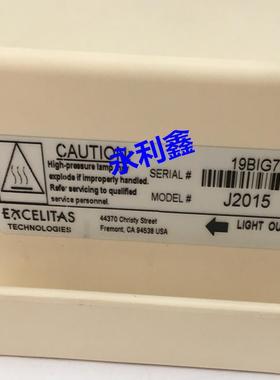 CAUTION
High-pressure lamp
explode if improperly handled.
Refer servicing to qualified
service personnel.
永利鑫
SERIAL# 19BIG7
MODEL# J2015
EXCELITAS
TECHNOLOGIES
44370 Christy Street
Fremont, CA 94538 USA
LIGHT OU